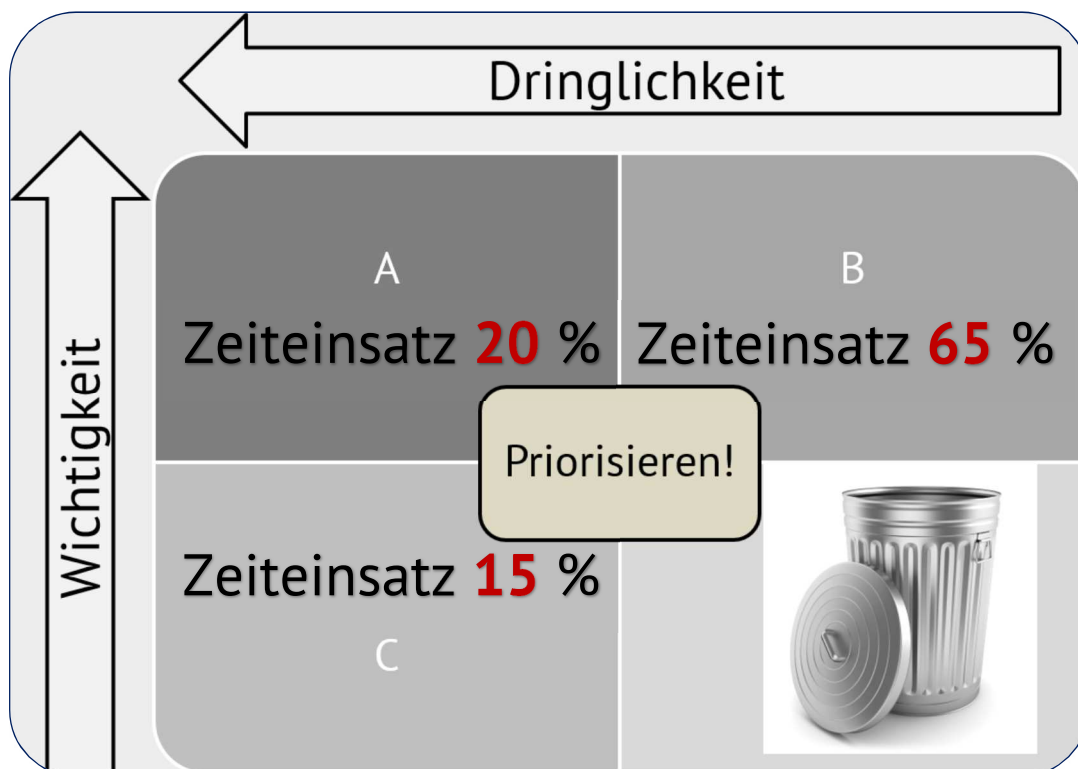 Dringlichkeit
Wichtigkeit
A
B
Zeiteinsatz 20 %
Zeiteinsatz 65 %
Priorisieren!
Zeiteinsatz 15 %
C